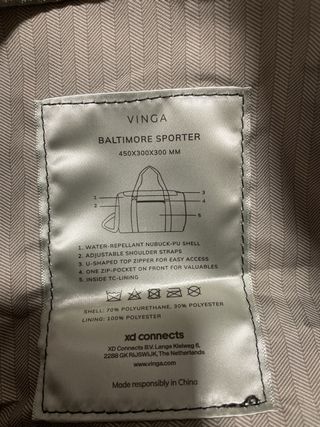 VINGA
BALTIMORE SPORTER
450X300X300 MM
1 3
2 4
5
1. WATER-REPELLANT NUBUCK-PU SHELL
2. ADJUSTABLE SHOULDER STRAPS
3. U-SHAPED TOP ZIPPER FOR EASY ACCESS
4. ONE ZIP-POCKET ON FRONT FOR VALUABLES
5. INSIDE TC-LINING
SHELL: 70% POLYURETHANE, 30% POLYESTER
LINING: 100% POLYESTER
xd connects
XD Connects B.V. Lange Kleiweg 6,
2288 GK RIJSWIJK, The Netherlands
www.vinga.com
Made responsibly in China